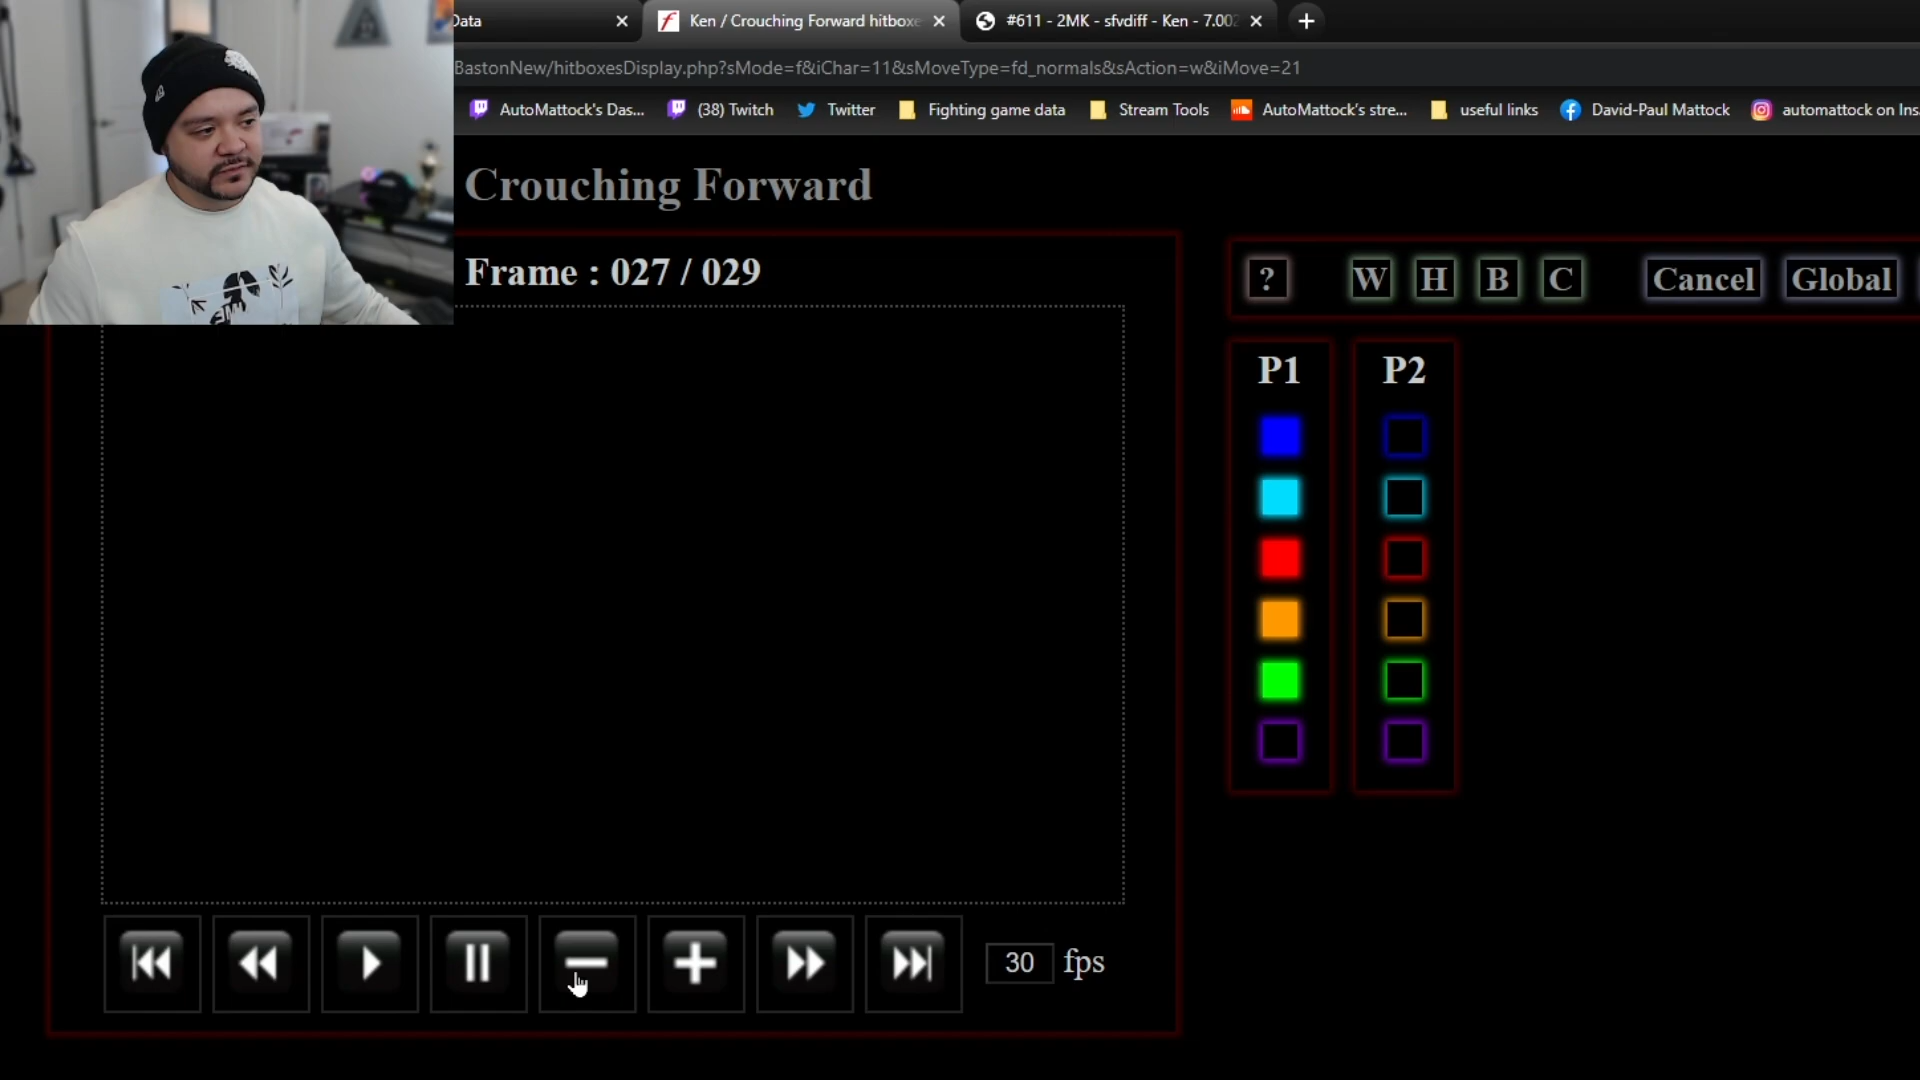 Data
Ken / Crouching Forward hitboxe
#611 - 2MK - sfvdiff - Ken - 7.002
BastonNew/hitboxesDisplay.php?sMode=f&iChar=11&sMoveType=fd_normals&sAction=w&iMove=21
AutoMattock's Das... (38) Twitch Twitter Fighting game data Stream Tools AutoMattock's stre... useful links David-Paul Mattock automattock on Ins
Crouching Forward
Frame : 027 / 029
? W H B C Cancel Global
P1 P2
30 fps